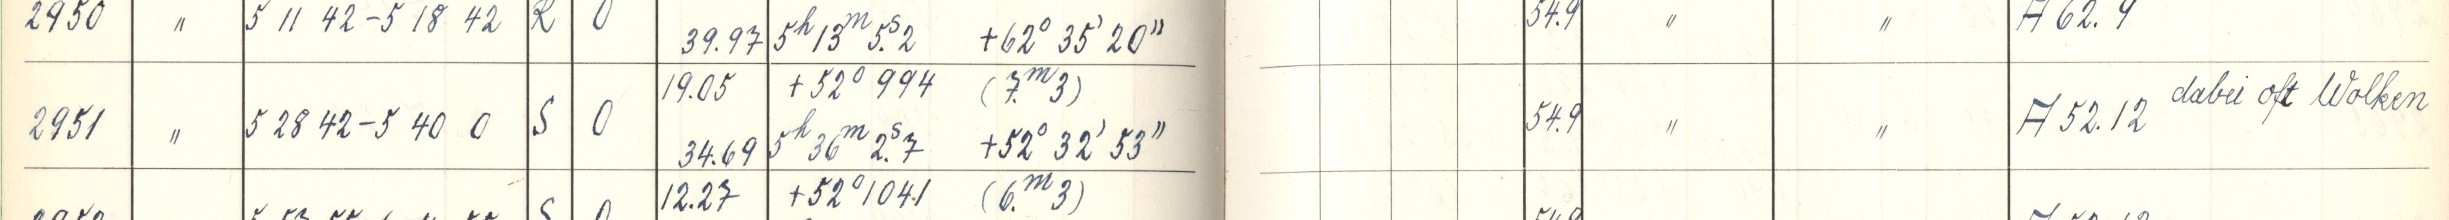 2950 " 5 11 42 - 5 18 42 R O 39.97 5ʰ 13ᵐ 5.ˢ2 +62° 35' 20" 54.9 " " A 62.9
19.05 +52° 994 (7.ᵐ3)
2951 " 5 28 42 - 5 40 0 S O 54.9 " " A 52.12 dabei oft Wolken
34.69 5ʰ 36ᵐ 2.ˢ7 +52° 32' 53"
12.27 +52° 1041 (6.ᵐ3)